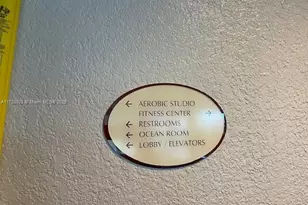 ← AEROBIC STUDIO
FITNESS CENTER →
← RESTROOMS
← OCEAN ROOM
← LOBBY / ELEVATORS